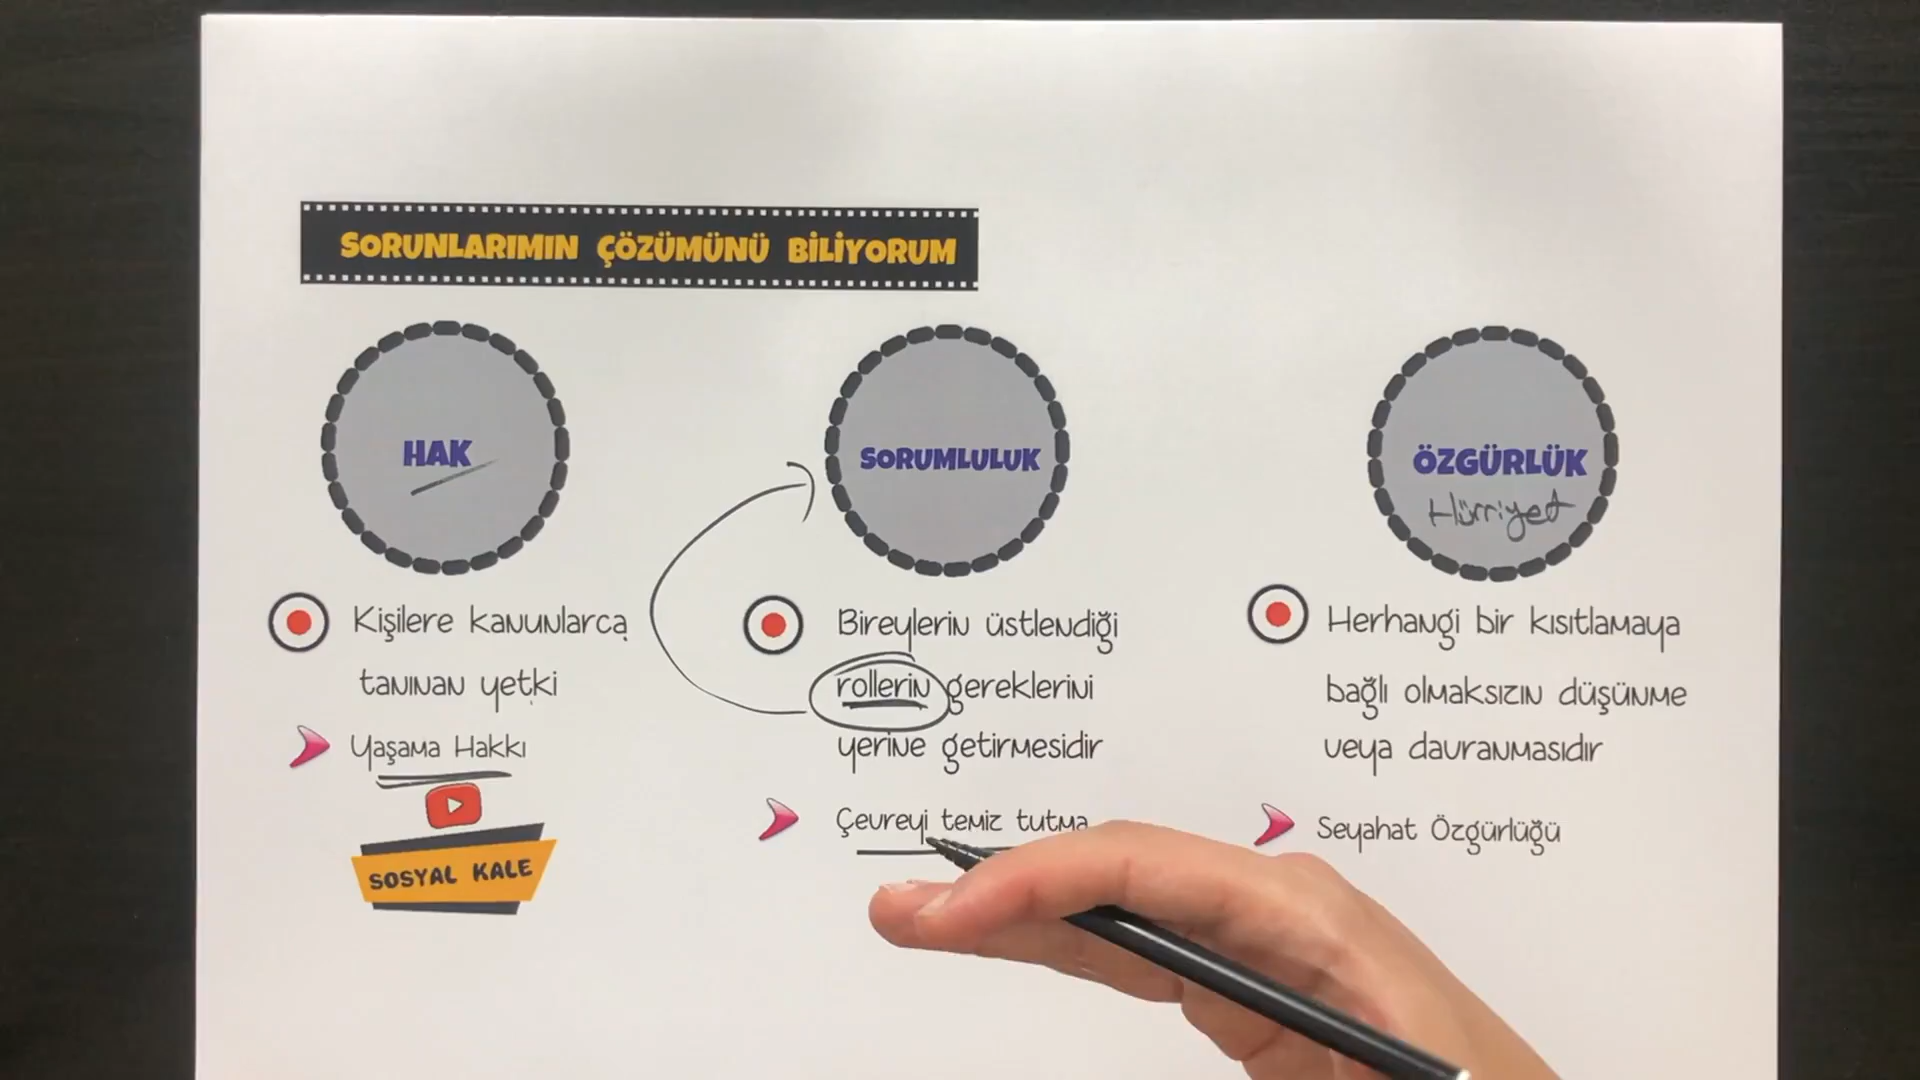 SORUNLARIMIN ÇÖZÜMÜNÜ BİLİYORUM
HAK
Kişilere kanunlarca
tanınan yetki
Yaşama Hakkı
SOSYAL KALE
SORUMLULUK
Bireylerin üstlendiği
rollerin gereklerini
yerine getirmesidir
Çevreyi temiz tutma
ÖZGÜRLÜK
Hürriyet
Herhangi bir kısıtlamaya
bağlı olmaksızın düşünme
veya davranmasıdır
Seyahat Özgürlüğü